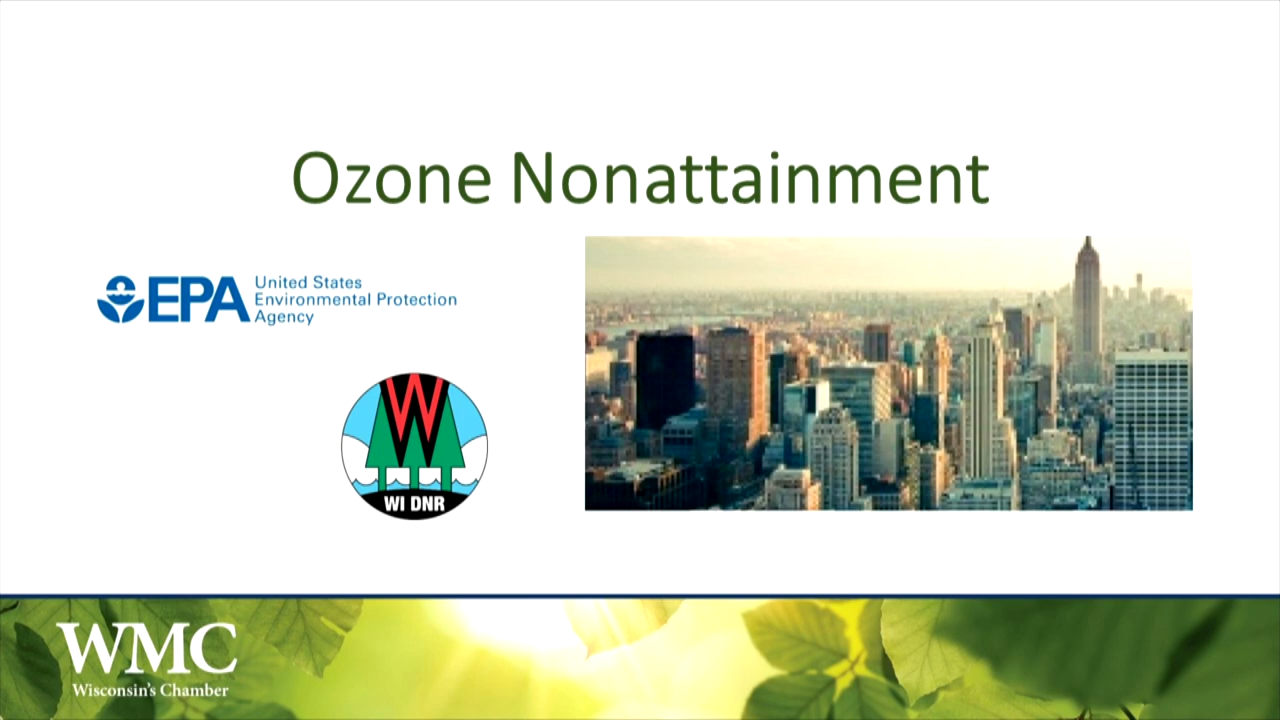 Ozone Nonattainment
EPA
United States
Environmental Protection
Agency
W
WI DNR
WMC
Wisconsin's Chamber